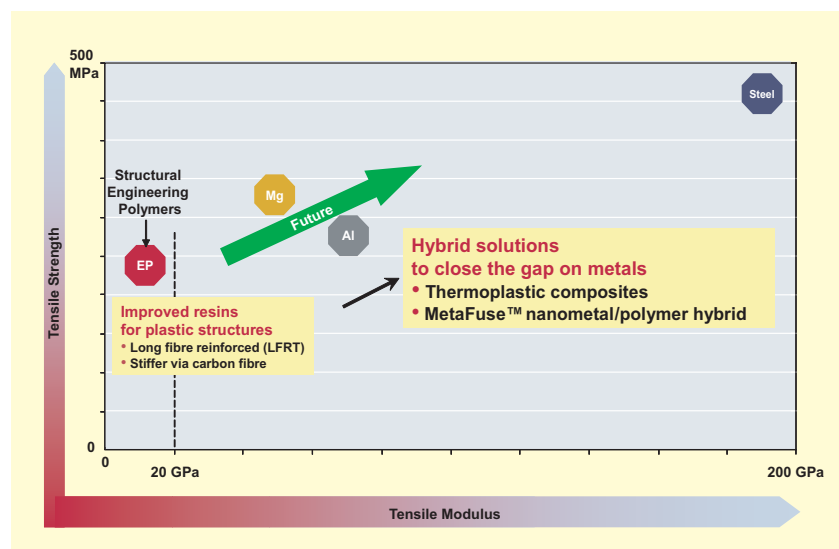 500
MPa
Steel
Structural
Engineering
Polymers
Mg
Future
Al
EP
Hybrid solutions
to close the gap on metals
• Thermoplastic composites
• MetaFuse™ nanometal/polymer hybrid
Improved resins
for plastic structures
• Long fibre reinforced (LFRT)
• Stiffer via carbon fibre
Tensile Strength
0
0
20 GPa
200 GPa
Tensile Modulus